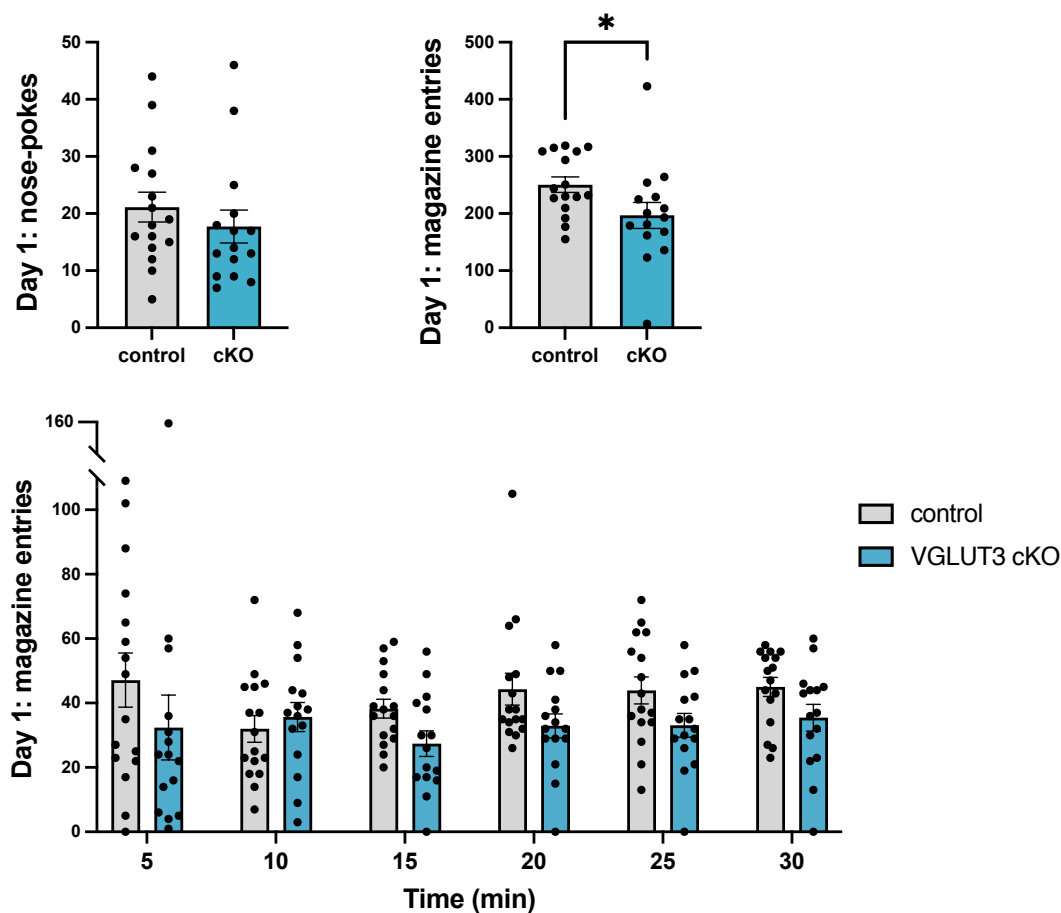 Day 1: nose-pokes
50
40
30
20
10
0
control cKO
Day 1: magazine entries
500
400
300
200
100
0
*
control cKO
Day 1: magazine entries
160
100
80
60
40
20
0
5 10 15 20 25 30
Time (min)
control
VGLUT3 cKO